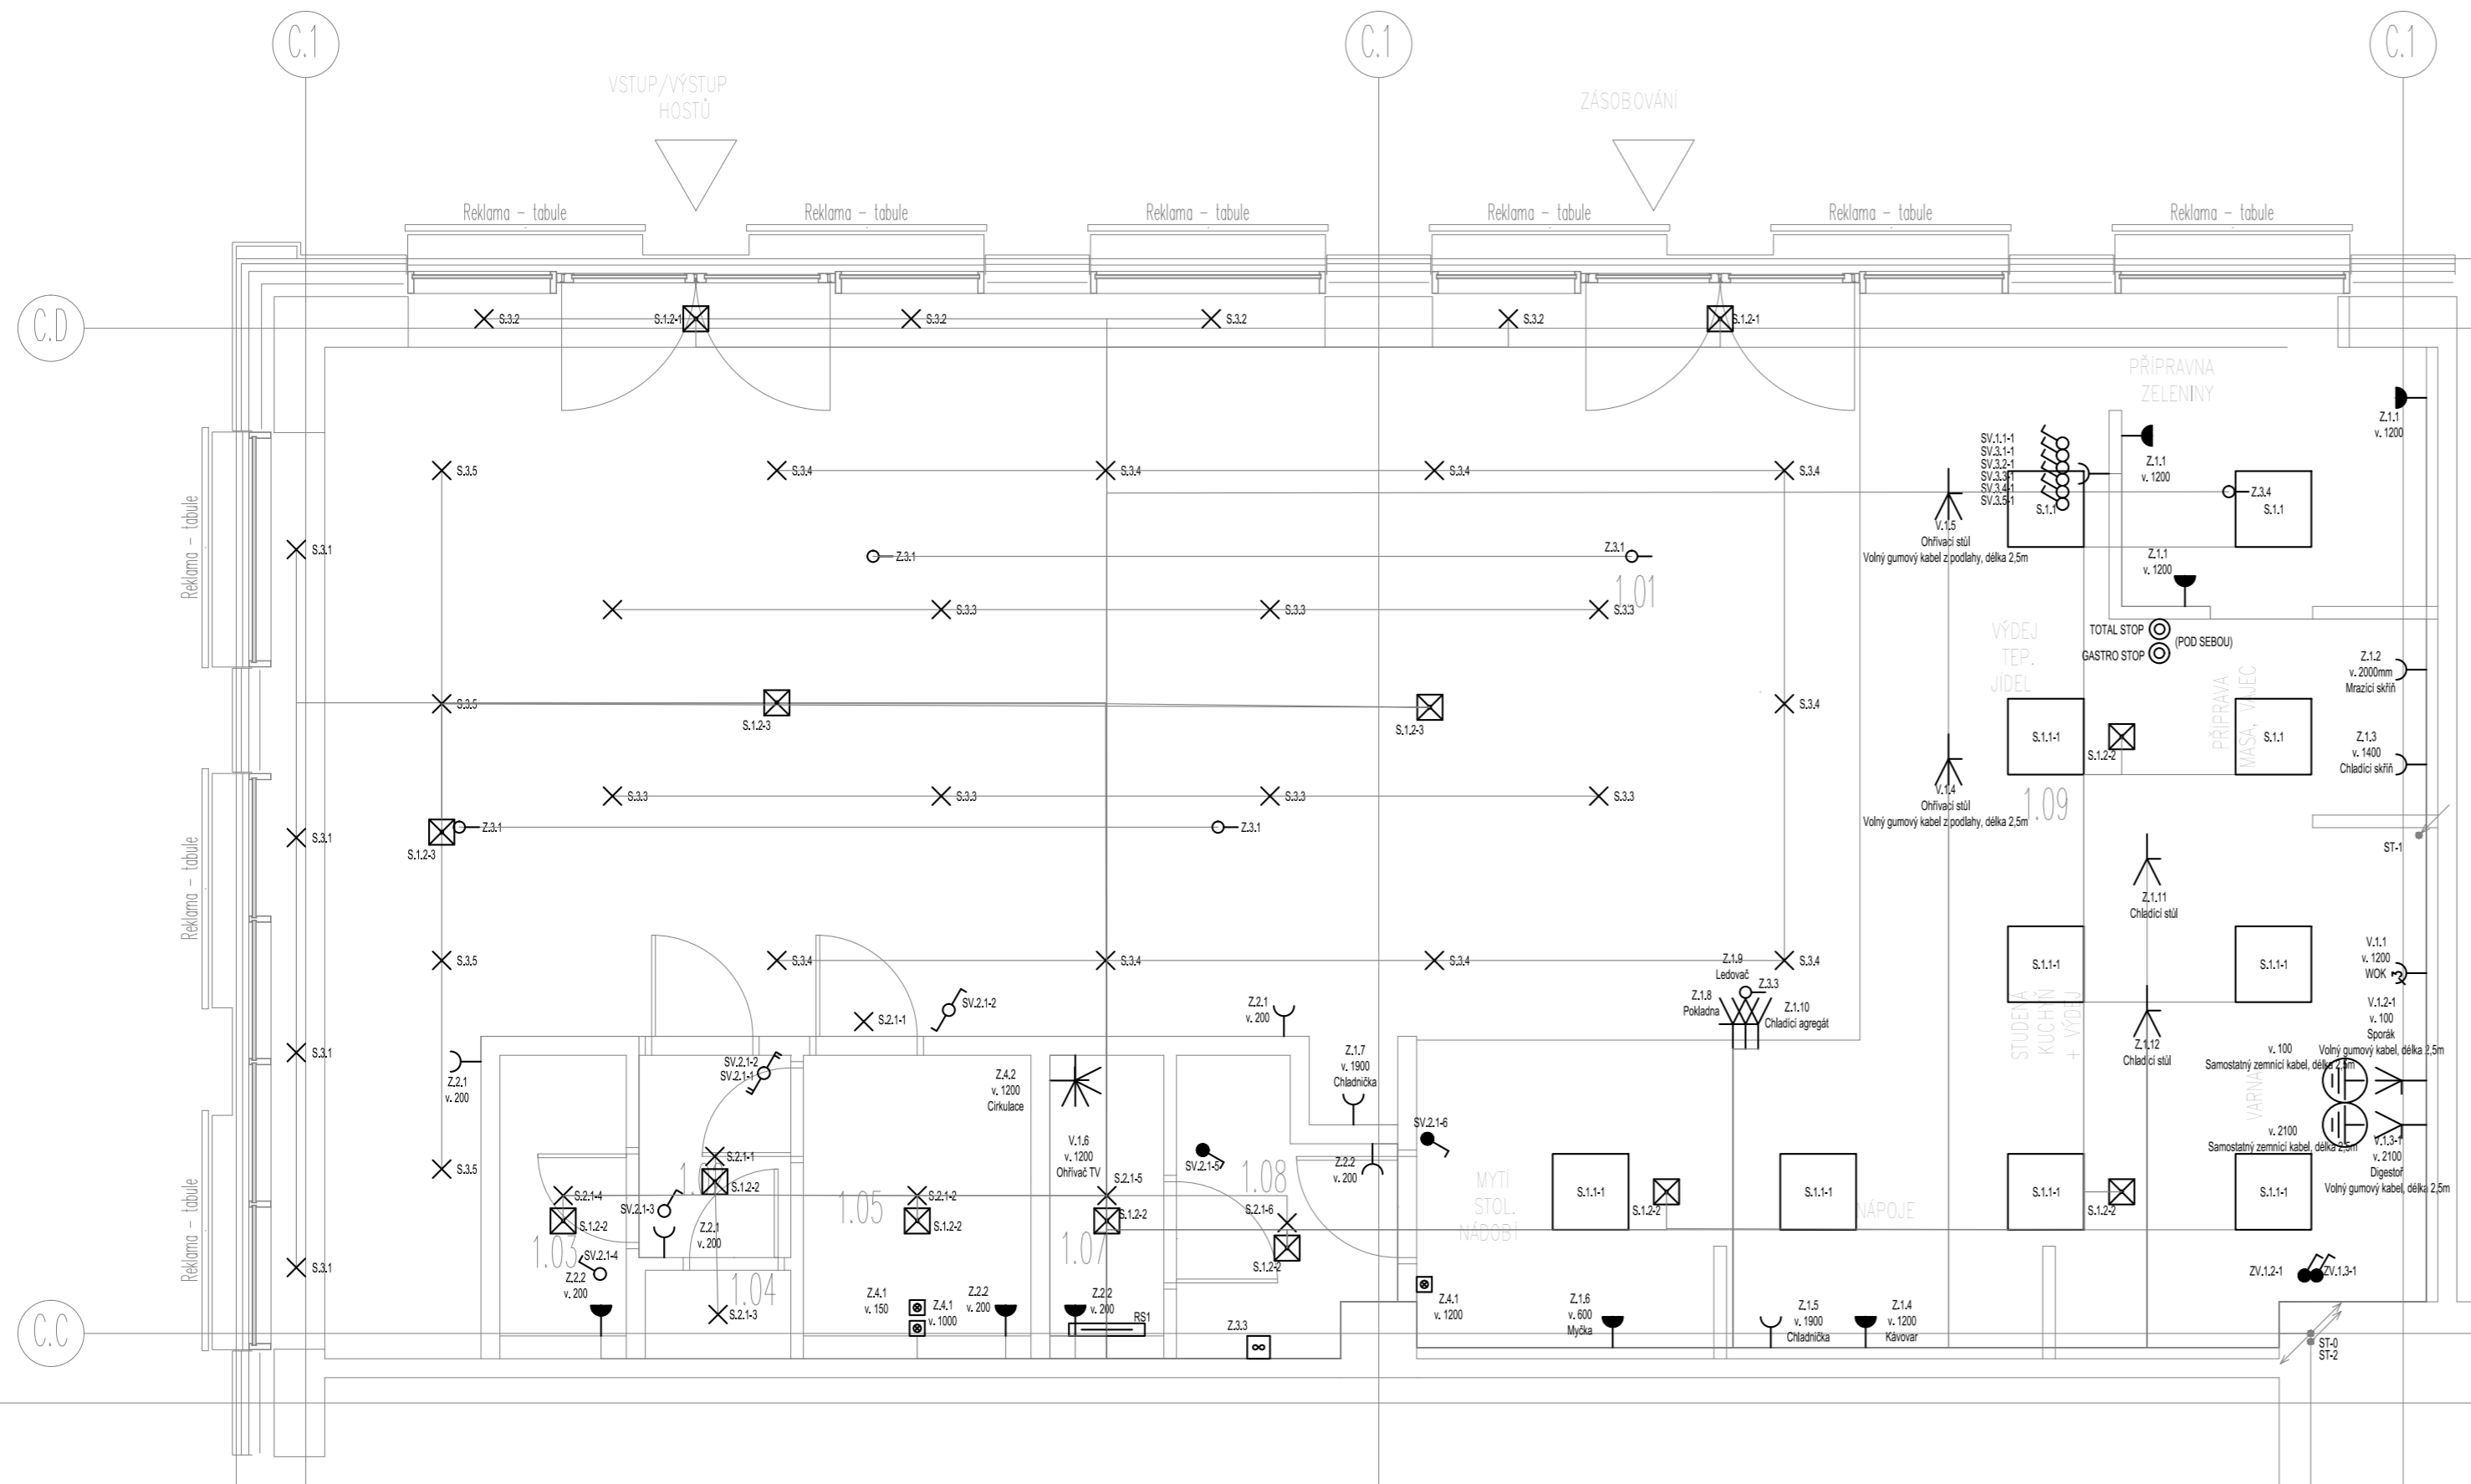 C.1
C.1
C.1
VSTUP/VÝSTUP
HOSTŮ
ZÁSOBOVÁNÍ
Reklama - tabule
Reklama - tabule
Reklama - tabule
Reklama - tabule
Reklama - tabule
Reklama - tabule
C.D
S.3.2
S.1.2-1
S.3.2
S.3.2
S.3.2
S.1.2-1
PŘÍPRAVNA
ZELENINY
Z.1.1
v. 1200
SV.1.1-1
SV.3.1-1
SV.3.2-1
SV.3.3-1
SV.3.4-1
SV.3.5-1
Z.1.1
v. 1200
S.3.5
S.3.4
S.3.4
S.3.4
S.3.4
Z.3.4
S.1.1
S.1.1
V.1.5
Ohřívací stůl
Volný gumový kabel z podlahy, délka 2,5m
Reklama - tabule
S.3.1
Z.3.1
Z.3.1
Z.1.1
v. 1200
1.01
S.3.3
S.3.3
S.3.3
VÝDEJ
TEP.
JÍDEL
TOTAL STOP
GASTRO STOP
(POD SEBOU)
PŘÍPRAVA
MASA, VAJEC
Z.1.2
v. 2000mm
Mrazící skříň
S.3.5
S.1.2-3
S.1.2-3
S.3.4
S.1.1-1
S.1.2-2
S.1.1
Z.1.3
v. 1400
Chladící skříň
S.3.3
S.3.3
S.3.3
S.3.3
V.1.4
Ohřívací stůl
Volný gumový kabel z podlahy, délka 2,5m
1.09
Reklama - tabule
S.3.1
S.1.2-3
Z.3.1
Z.3.1
ST-1
Z.1.11
Chladící stůl
S.3.5
S.3.4
S.3.4
S.3.4
S.3.4
Z.1.9
Ledovač
Z.3.3
Z.1.8
Pokladna
Z.1.10
Chladící agregát
S.1.1-1
S.1.1-1
V.1.1
v. 1200
WOK
STUDENÁ
KUCHYŇ
+ VÝDEJ
Z.1.12
Chladící stůl
V.1.2-1
v. 100
Sporák
Volný gumový kabel, délka 2,5m
v. 100
Samostatný zemnící kabel, délka 2,5m
VARNA
v. 2100
Samostatný zemnící kabel, délka 2,5m
V.1.3-1
v. 2100
Digestoř
Volný gumový kabel, délka 2,5m
S.3.1
S.2.1-1
SV.2.1-2
Z.2.1
v. 200
SV.2.1-2
SV.2.1-1
Z.2.1
v. 200
Z.4.2
v. 1200
Cirkulace
Z.1.7
v. 1900
Chladnička
SV.2.1-6
V.1.6
v. 1200
Ohřívač TV
SV.2.1-5
Z.2.2
v. 200
Reklama - tabule
S.3.5
S.2.1-1
S.1.2-2
S.2.1-4
S.1.2-2
SV.2.1-3
Z.2.1
v. 200
1.05
S.2.1-2
S.1.2-2
S.2.1-5
S.1.2-2
1.08
S.2.1-6
S.1.2-2
MYTÍ
STOL.
NÁDOBÍ
S.1.1-1
S.1.2-2
S.1.1-1
NÁPOJE
S.1.1-1
S.1.2-2
S.1.1-1
1.03
SV.2.1-4
Z.2.2
v. 200
1.04
1.07
S.3.1
S.2.1-3
Z.4.1
v. 150
Z.4.1
v. 1000
Z.2.2
v. 200
Z.2.2
v. 200
RS1
Z.3.3
Z.4.1
v. 1200
Z.1.6
v. 600
Myčka
Z.1.5
v. 1900
Chladnička
Z.1.4
v. 1200
Kávovar
ZV.1.2-1
ZV.1.3-1
C.C
ST-0
ST-2